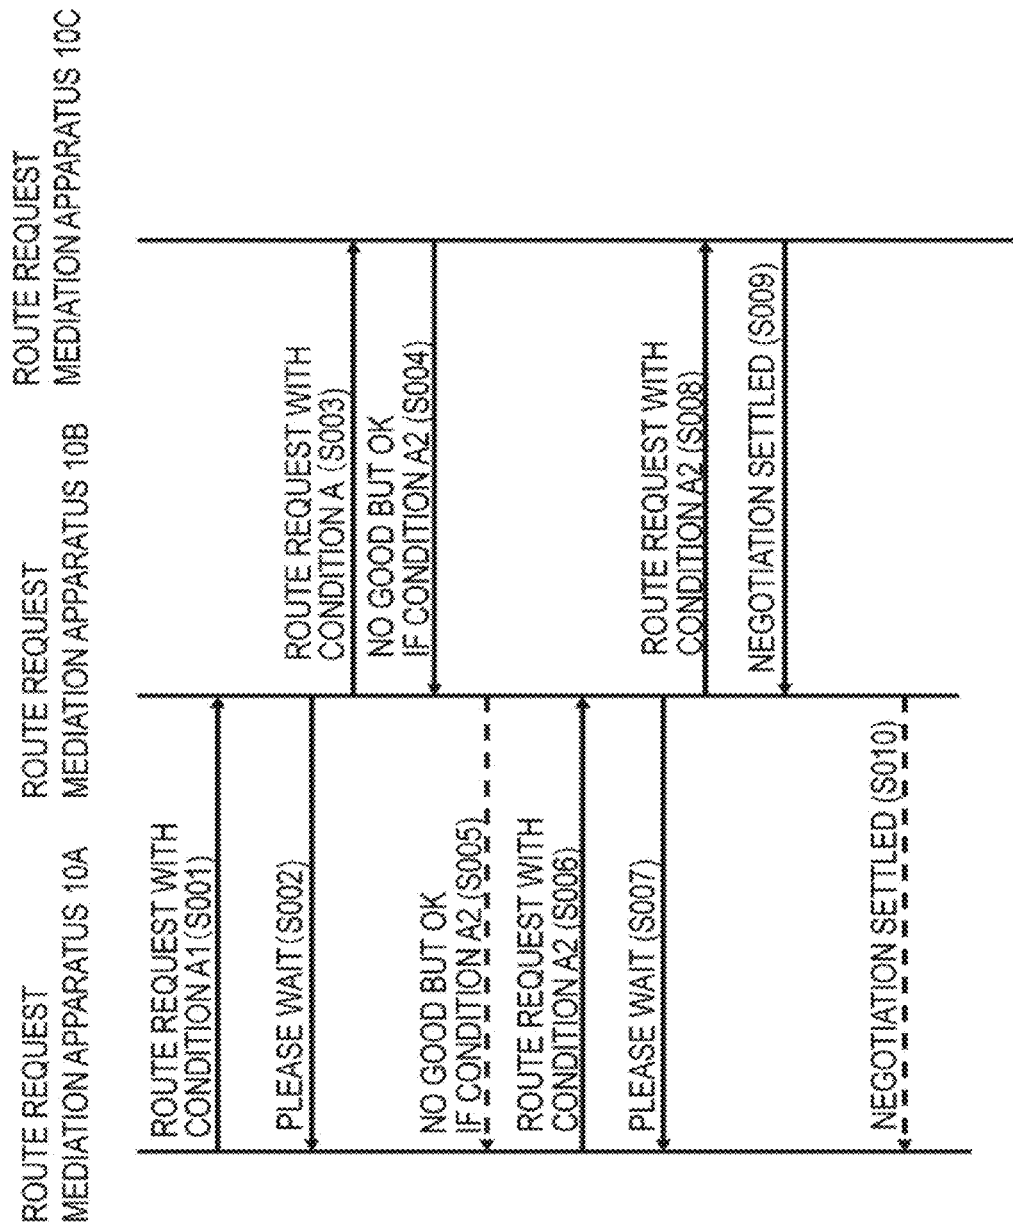 ROUTE REQUEST
MEDIATION APPARATUS 10A
ROUTE REQUEST
MEDIATION APPARATUS 10B
ROUTE REQUEST
MEDIATION APPARATUS 10C
ROUTE REQUEST WITH
CONDITION A1(S001)
PLEASE WAIT (S002)
ROUTE REQUEST WITH
CONDITION A (S003)
NO GOOD BUT OK
IF CONDITION A2 (S004)
NO GOOD BUT OK
IF CONDITION A2 (S005)
ROUTE REQUEST WITH
CONDITION A2 (S006)
PLEASE WAIT (S007)
ROUTE REQUEST WITH
CONDITION A2 (S008)
NEGOTIATION SETTLED (S009)
NEGOTIATION SETTLED (S010)